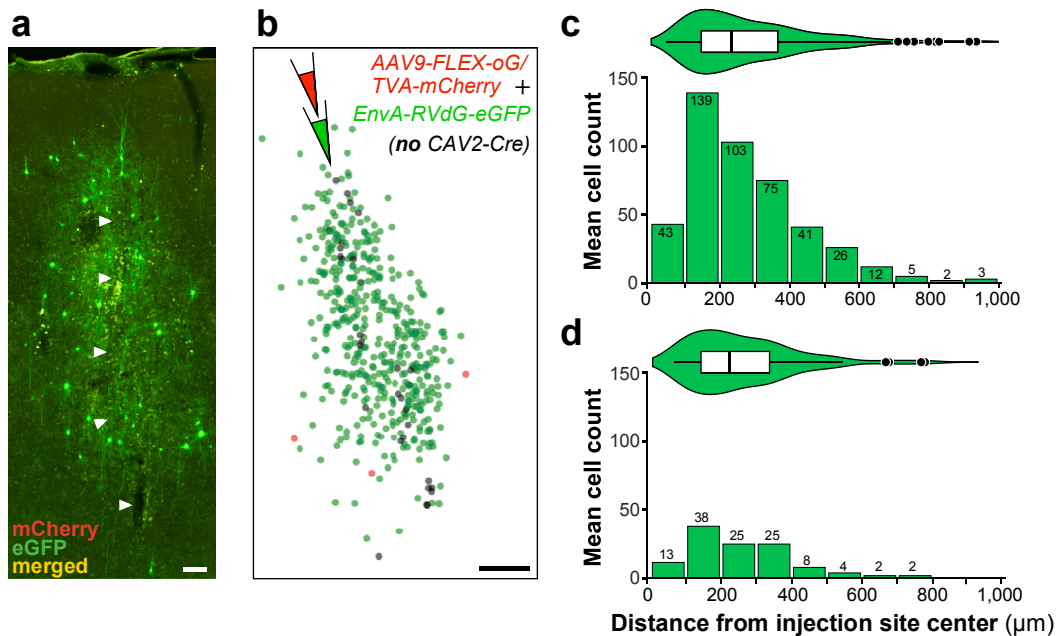 a
mCherry
eGFP
merged
b
AAV9-FLEX-oG/
TVA-mCherry +
EnvA-RVdG-eGFP
(no CAV2-Cre)
c
Mean cell count
150
100
50
0
43
139
103
75
41
26
12
5
2
3
0
200
400
600
800
1,000
d
Mean cell count
150
100
50
0
13
38
25
25
8
4
2
2
0
200
400
600
800
1,000
Distance from injection site center (µm)